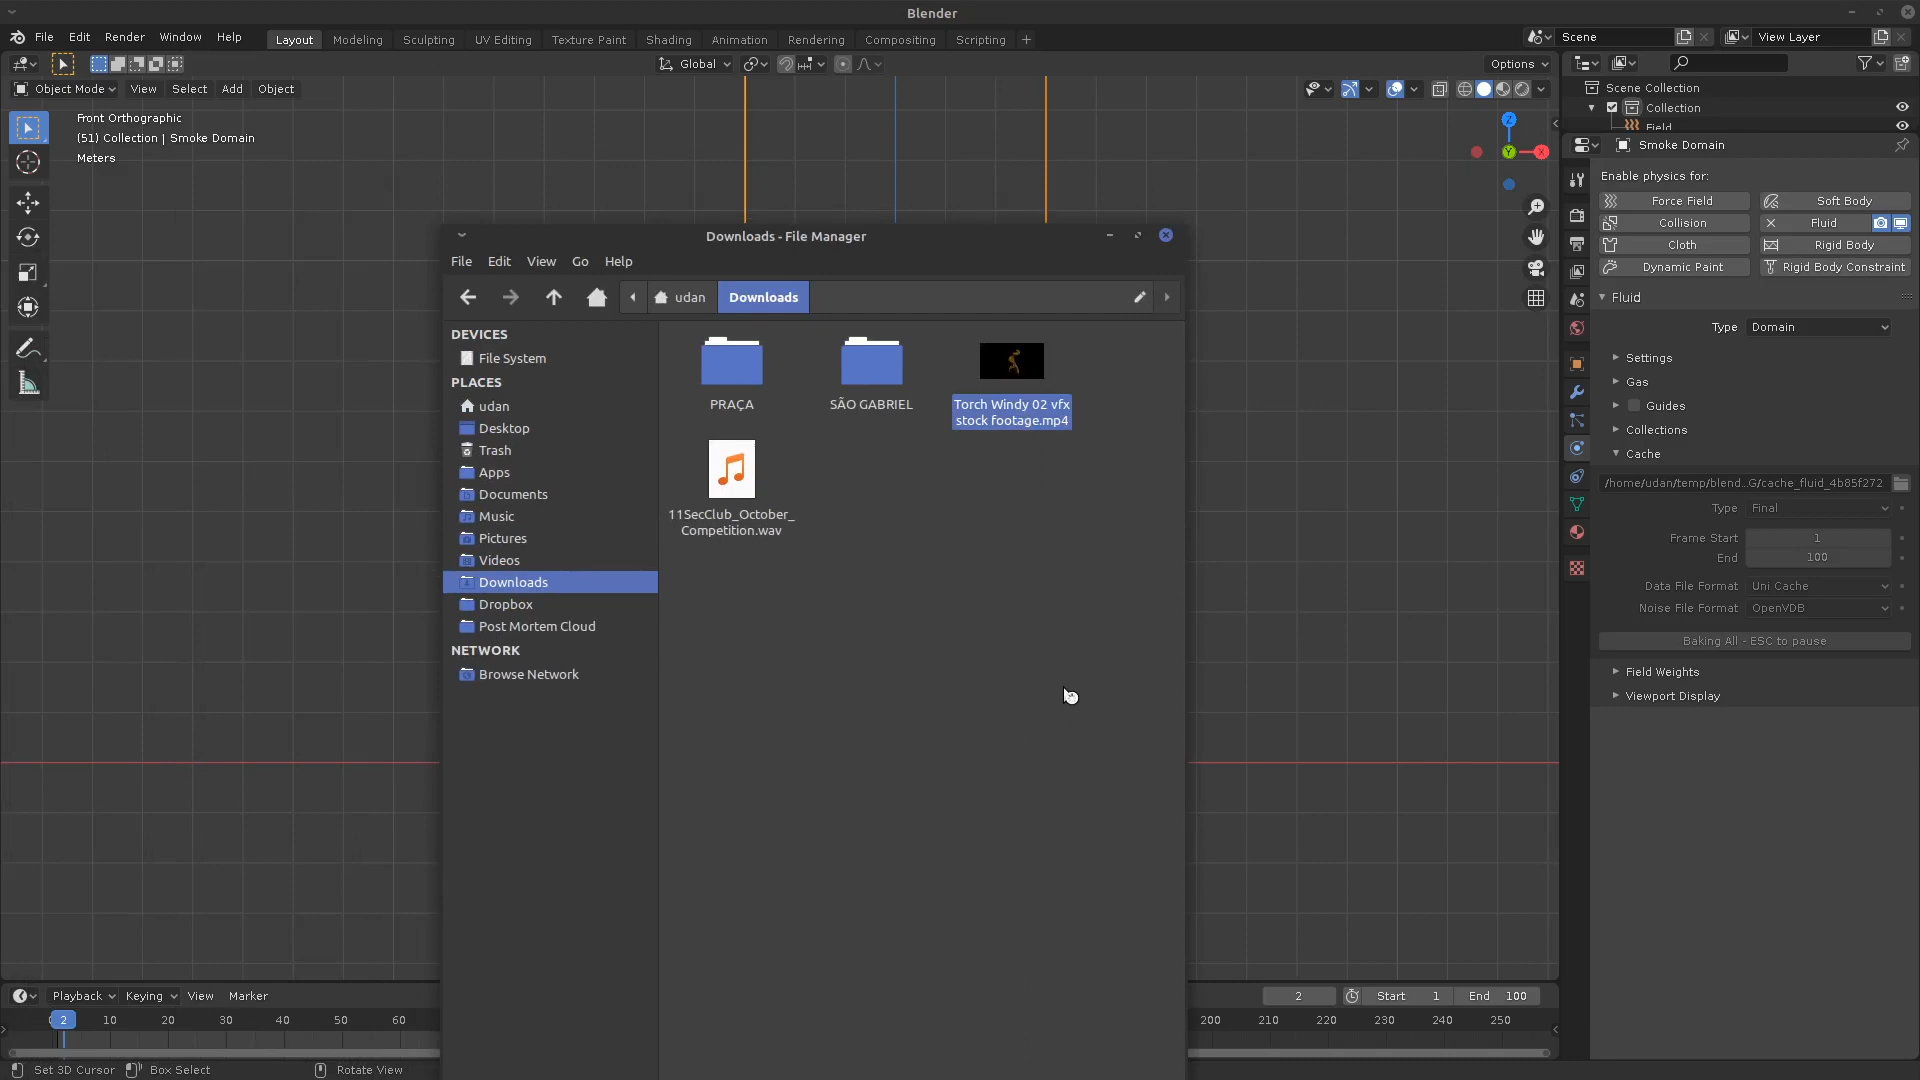 Blender
File Edit Render Window Help Layout Modeling Sculpting UV Editing Texture Paint Shading Animation Rendering Compositing Scripting + Scene View Layer
Global Options
Object Mode View Select Add Object
Front Orthographic
(51) Collection | Smoke Domain
Meters
Z
Y X
Scene Collection
Collection
Field
Smoke Domain
Enable physics for:
Force Field Soft Body
Collision Fluid
Cloth Rigid Body
Dynamic Paint Rigid Body Constraint
Fluid
Type Domain
Settings
Gas
Guides
Collections
Cache
/home/udan/temp/blend...G/cache_fluid_4b85f272
Type Final
Frame Start 1
End 100
Data File Format Uni Cache
Noise File Format OpenVDB
Baking All - ESC to pause
Field Weights
Viewport Display
Downloads - File Manager
File Edit View Go Help
udan Downloads
DEVICES
File System
PLACES
udan
Desktop
Trash
Apps
Documents
Music
Pictures
Videos
Downloads
Dropbox
Post Mortem Cloud
NETWORK
Browse Network
PRAÇA
SÃO GABRIEL
Torch Windy 02 vfx
stock footage.mp4
11SecClub_October_
Competition.wav
Playback Keying View Marker 2 Start 1 End 100
2 10 20 30 40 50 60 200 210 220 230 240 250
Set 3D Cursor Box Select Rotate View